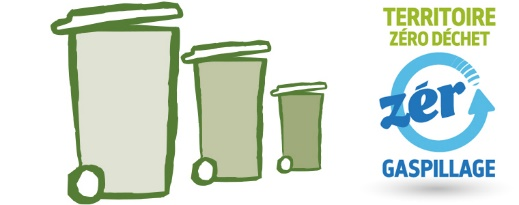 TERRITOIRE
ZÉRO DÉCHET
zér
GASPILLAGE